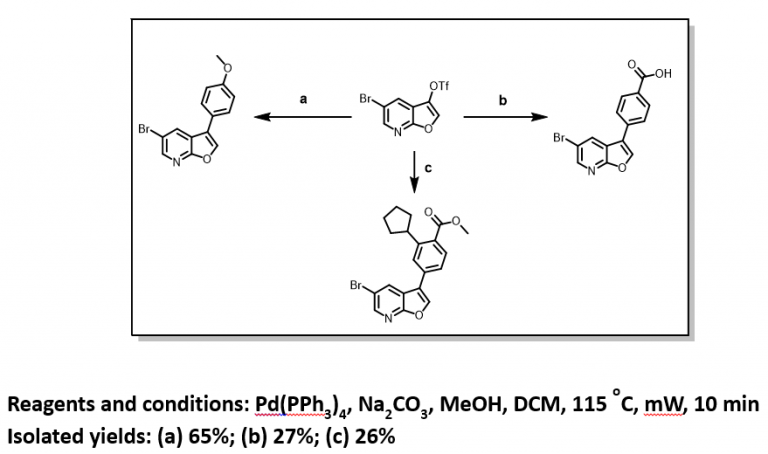 O
O
OH
OTf
Br
a
b
Br
Br
N
O
N
O
N
O
c
O
O
Br
N
O
Reagents and conditions: Pd(PPh₃)₄, Na₂CO₃, MeOH, DCM, 115 °C, mW, 10 min
Isolated yields: (a) 65%; (b) 27%; (c) 26%